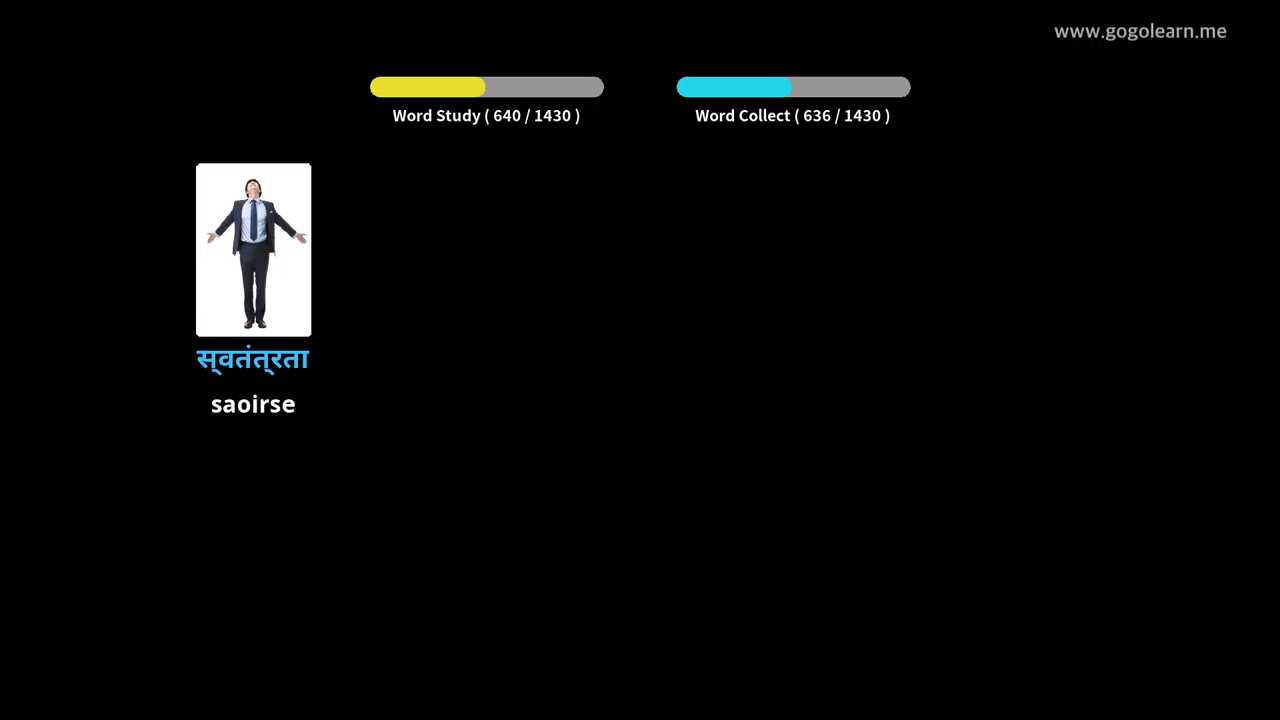 www.gogolearn.me
Word Study ( 640 / 1430 )
Word Collect ( 636 / 1430 )
स्वतंत्रता
saoirse